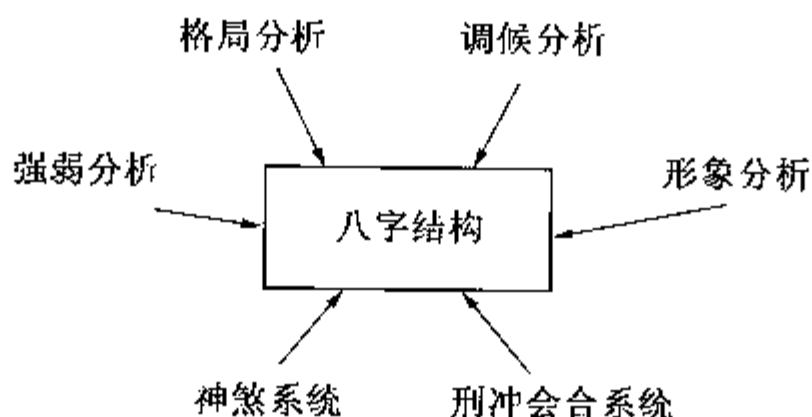 格局分析
调候分析
强弱分析
形象分析
八字结构
神煞系统
刑冲会合系统